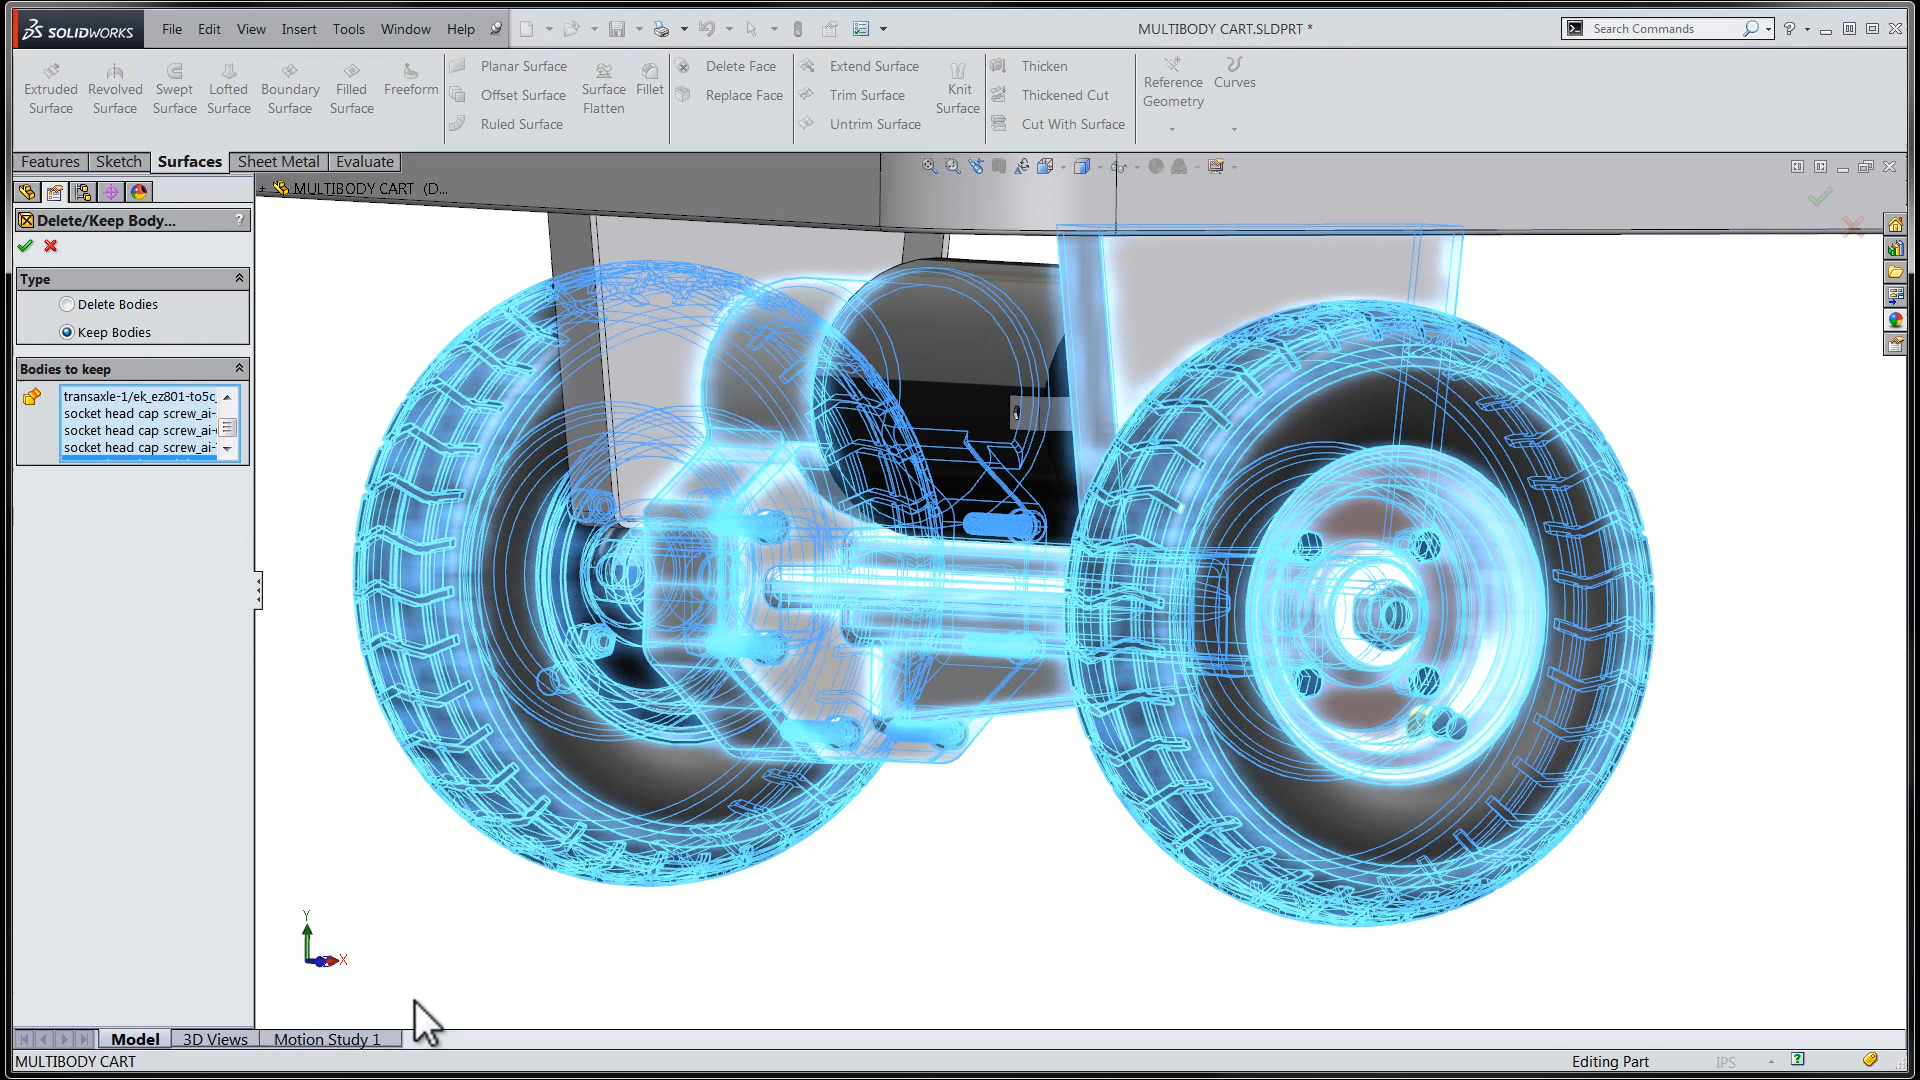 SOLIDWORKS File Edit View Insert Tools Window Help MULTIBODY CART.SLDPRT * Search Commands ?
Extruded Surface
Revolved Surface
Swept Surface
Lofted Surface
Boundary Surface
Filled Surface
Freeform
Planar Surface
Offset Surface
Ruled Surface
Surface Flatten
Fillet
Delete Face
Replace Face
Extend Surface
Trim Surface
Untrim Surface
Knit Surface
Thicken
Thickened Cut
Cut With Surface
Reference Geometry
Curves
Features Sketch Surfaces Sheet Metal Evaluate
MULTIBODY CART (D...
Delete/Keep Body... ?
Type
Delete Bodies
Keep Bodies
Bodies to keep
transaxle-1/ek_ez801-to5c
socket head cap screw_ai-
socket head cap screw_ai-
socket head cap screw_ai-
Y
X
Model 3D Views Motion Study 1
MULTIBODY CART Editing Part IPS ?